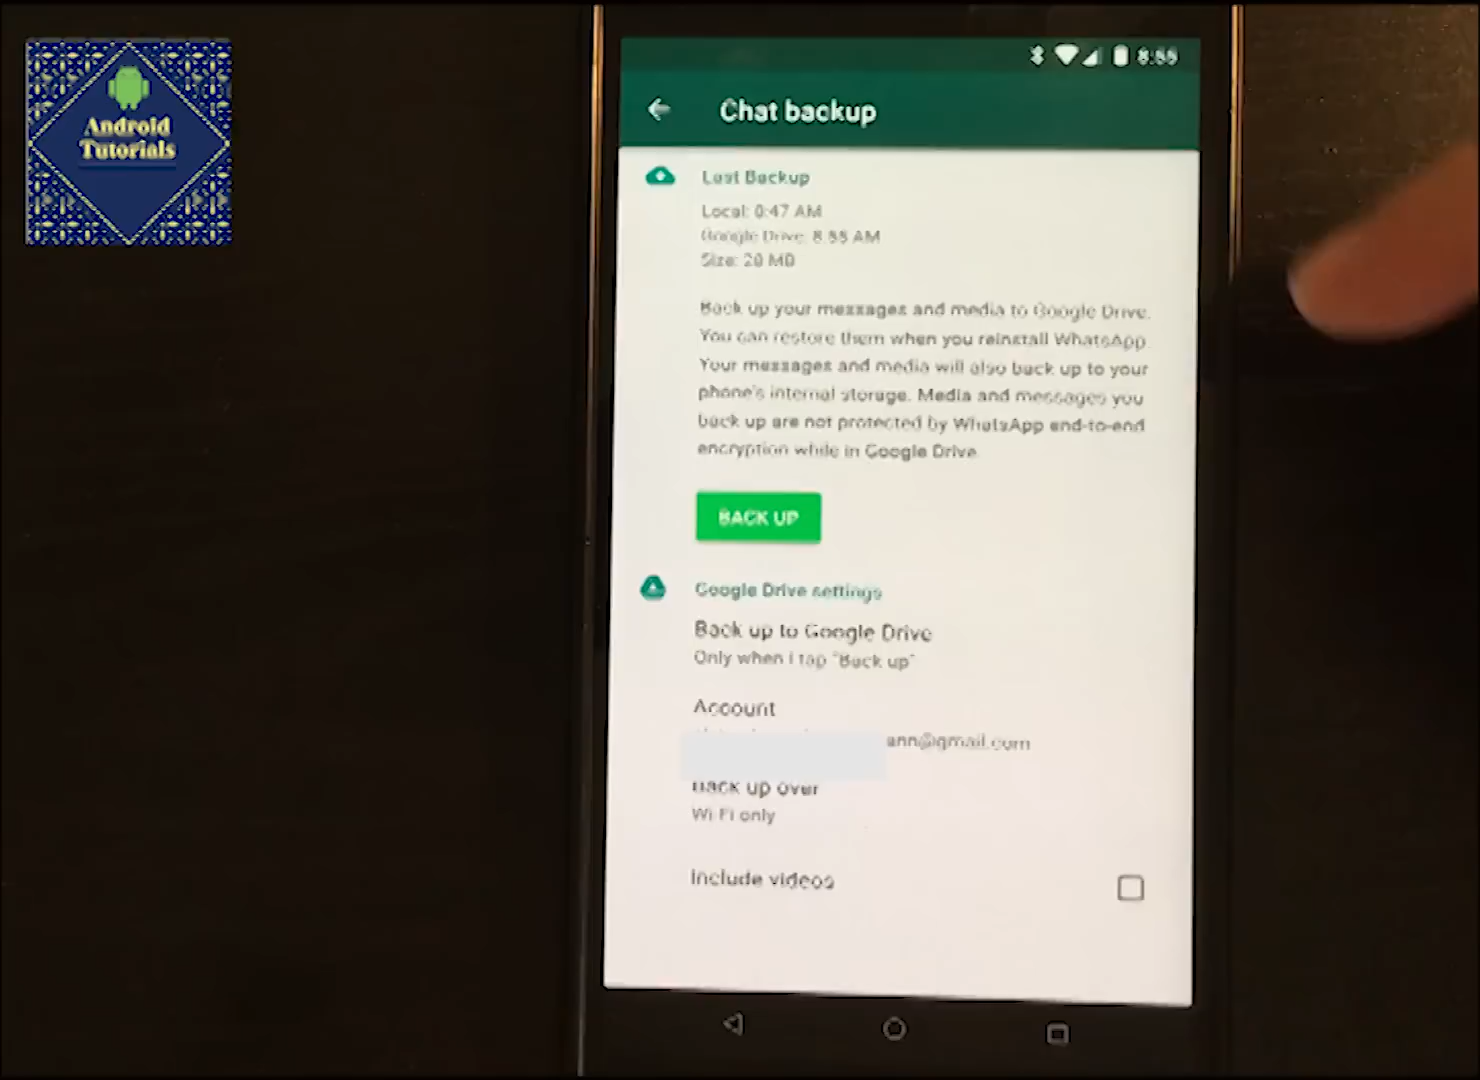 Android
Tutorials
8:55
Chat backup
Last Backup
Local: 8:47 AM
Google Drive: 8:55 AM
Size: 20 MB
Back up your messages and media to Google Drive.
You can restore them when you reinstall WhatsApp.
Your messages and media will also back up to your
phone's internal storage. Media and messages you
back up are not protected by WhatsApp end-to-end
encryption while in Google Drive.
BACK UP
Google Drive settings
Back up to Google Drive
Only when I tap "Back up"
Account
ann@gmail.com
Back up over
Wi-Fi only
Include videos